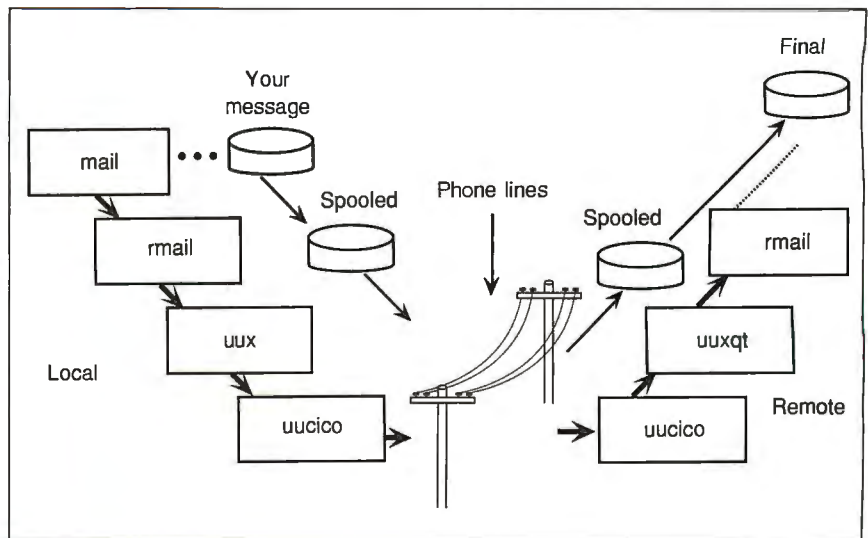 Final
Your
message
mail
Spooled
Phone lines
Spooled
rmail
rmail
uux
uuxqt
Local
Remote
uucico
uucico